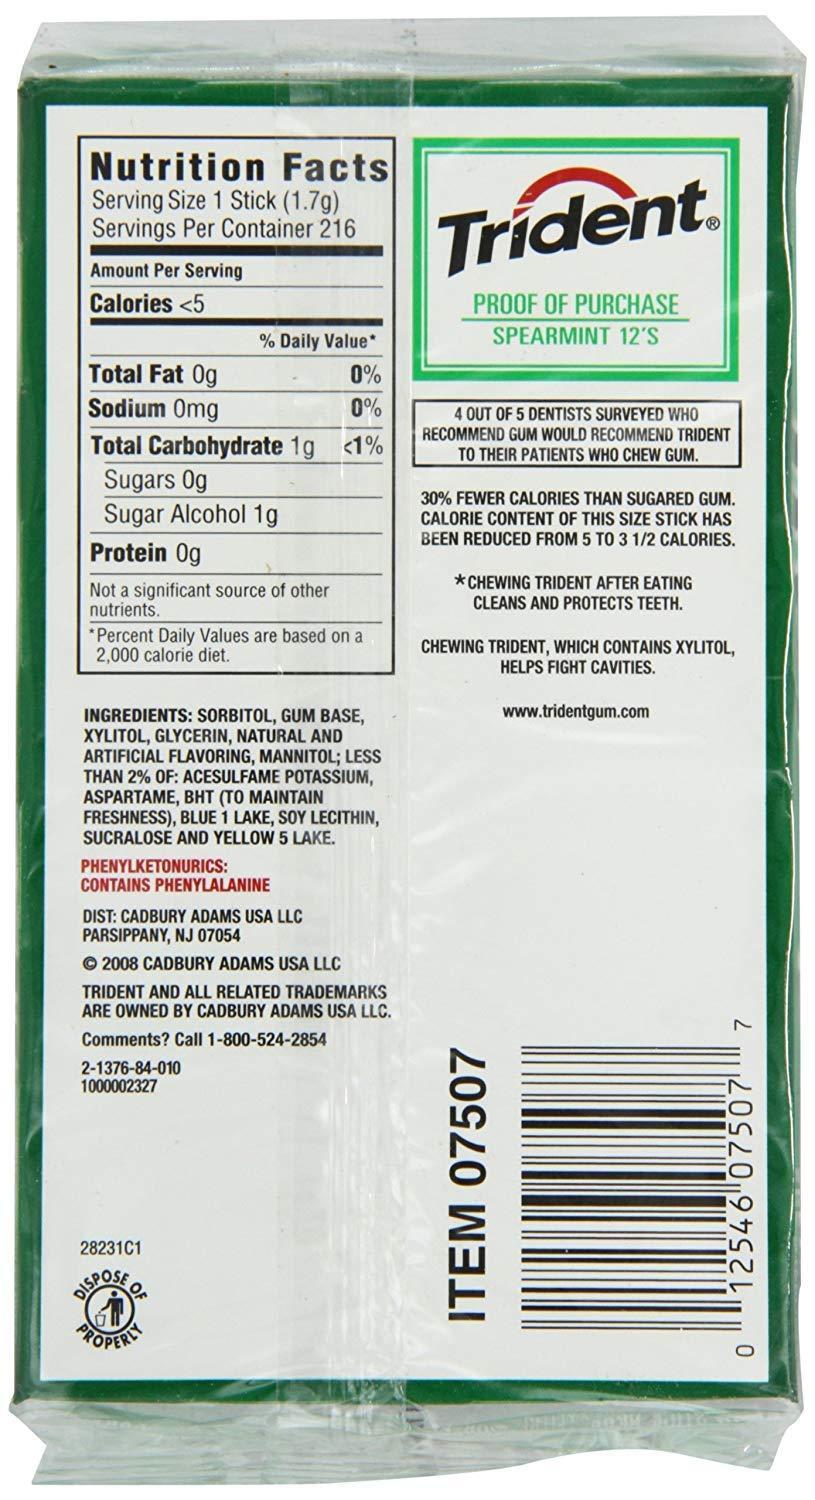 Nutrition Facts
Serving Size 1 Stick (1.7g)
Servings Per Container 216
Amount Per Serving
Calories <5
% Daily Value*
Total Fat 0g 0%
Sodium 0mg 0%
Total Carbohydrate 1g <1%
Sugars 0g
Sugar Alcohol 1g
Protein 0g
Not a significant source of other
nutrients.
*Percent Daily Values are based on a
2,000 calorie diet.
INGREDIENTS: SORBITOL, GUM BASE,
XYLITOL, GLYCERIN, NATURAL AND
ARTIFICIAL FLAVORING, MANNITOL; LESS
THAN 2% OF: ACESULFAME POTASSIUM,
ASPARTAME, BHT (TO MAINTAIN
FRESHNESS), BLUE 1 LAKE, SOY LECITHIN,
SUCRALOSE AND YELLOW 5 LAKE.
PHENYLKETONURICS:
CONTAINS PHENYLALANINE
DIST: CADBURY ADAMS USA LLC
PARSIPPANY, NJ 07054
© 2008 CADBURY ADAMS USA LLC
TRIDENT AND ALL RELATED TRADEMARKS
ARE OWNED BY CADBURY ADAMS USA LLC.
Comments? Call 1-800-524-2854
2-1376-84-010
1000002327
28231C1
DISPOSE OF
PROPERLY
Trident®
PROOF OF PURCHASE
SPEARMINT 12'S
4 OUT OF 5 DENTISTS SURVEYED WHO
RECOMMEND GUM WOULD RECOMMEND TRIDENT
TO THEIR PATIENTS WHO CHEW GUM.
30% FEWER CALORIES THAN SUGARED GUM.
CALORIE CONTENT OF THIS SIZE STICK HAS
BEEN REDUCED FROM 5 TO 3 1/2 CALORIES.
*CHEWING TRIDENT AFTER EATING
CLEANS AND PROTECTS TEETH.
CHEWING TRIDENT, WHICH CONTAINS XYLITOL,
HELPS FIGHT CAVITIES.
www.tridentgum.com
ITEM 07507
0 12546 07507 7